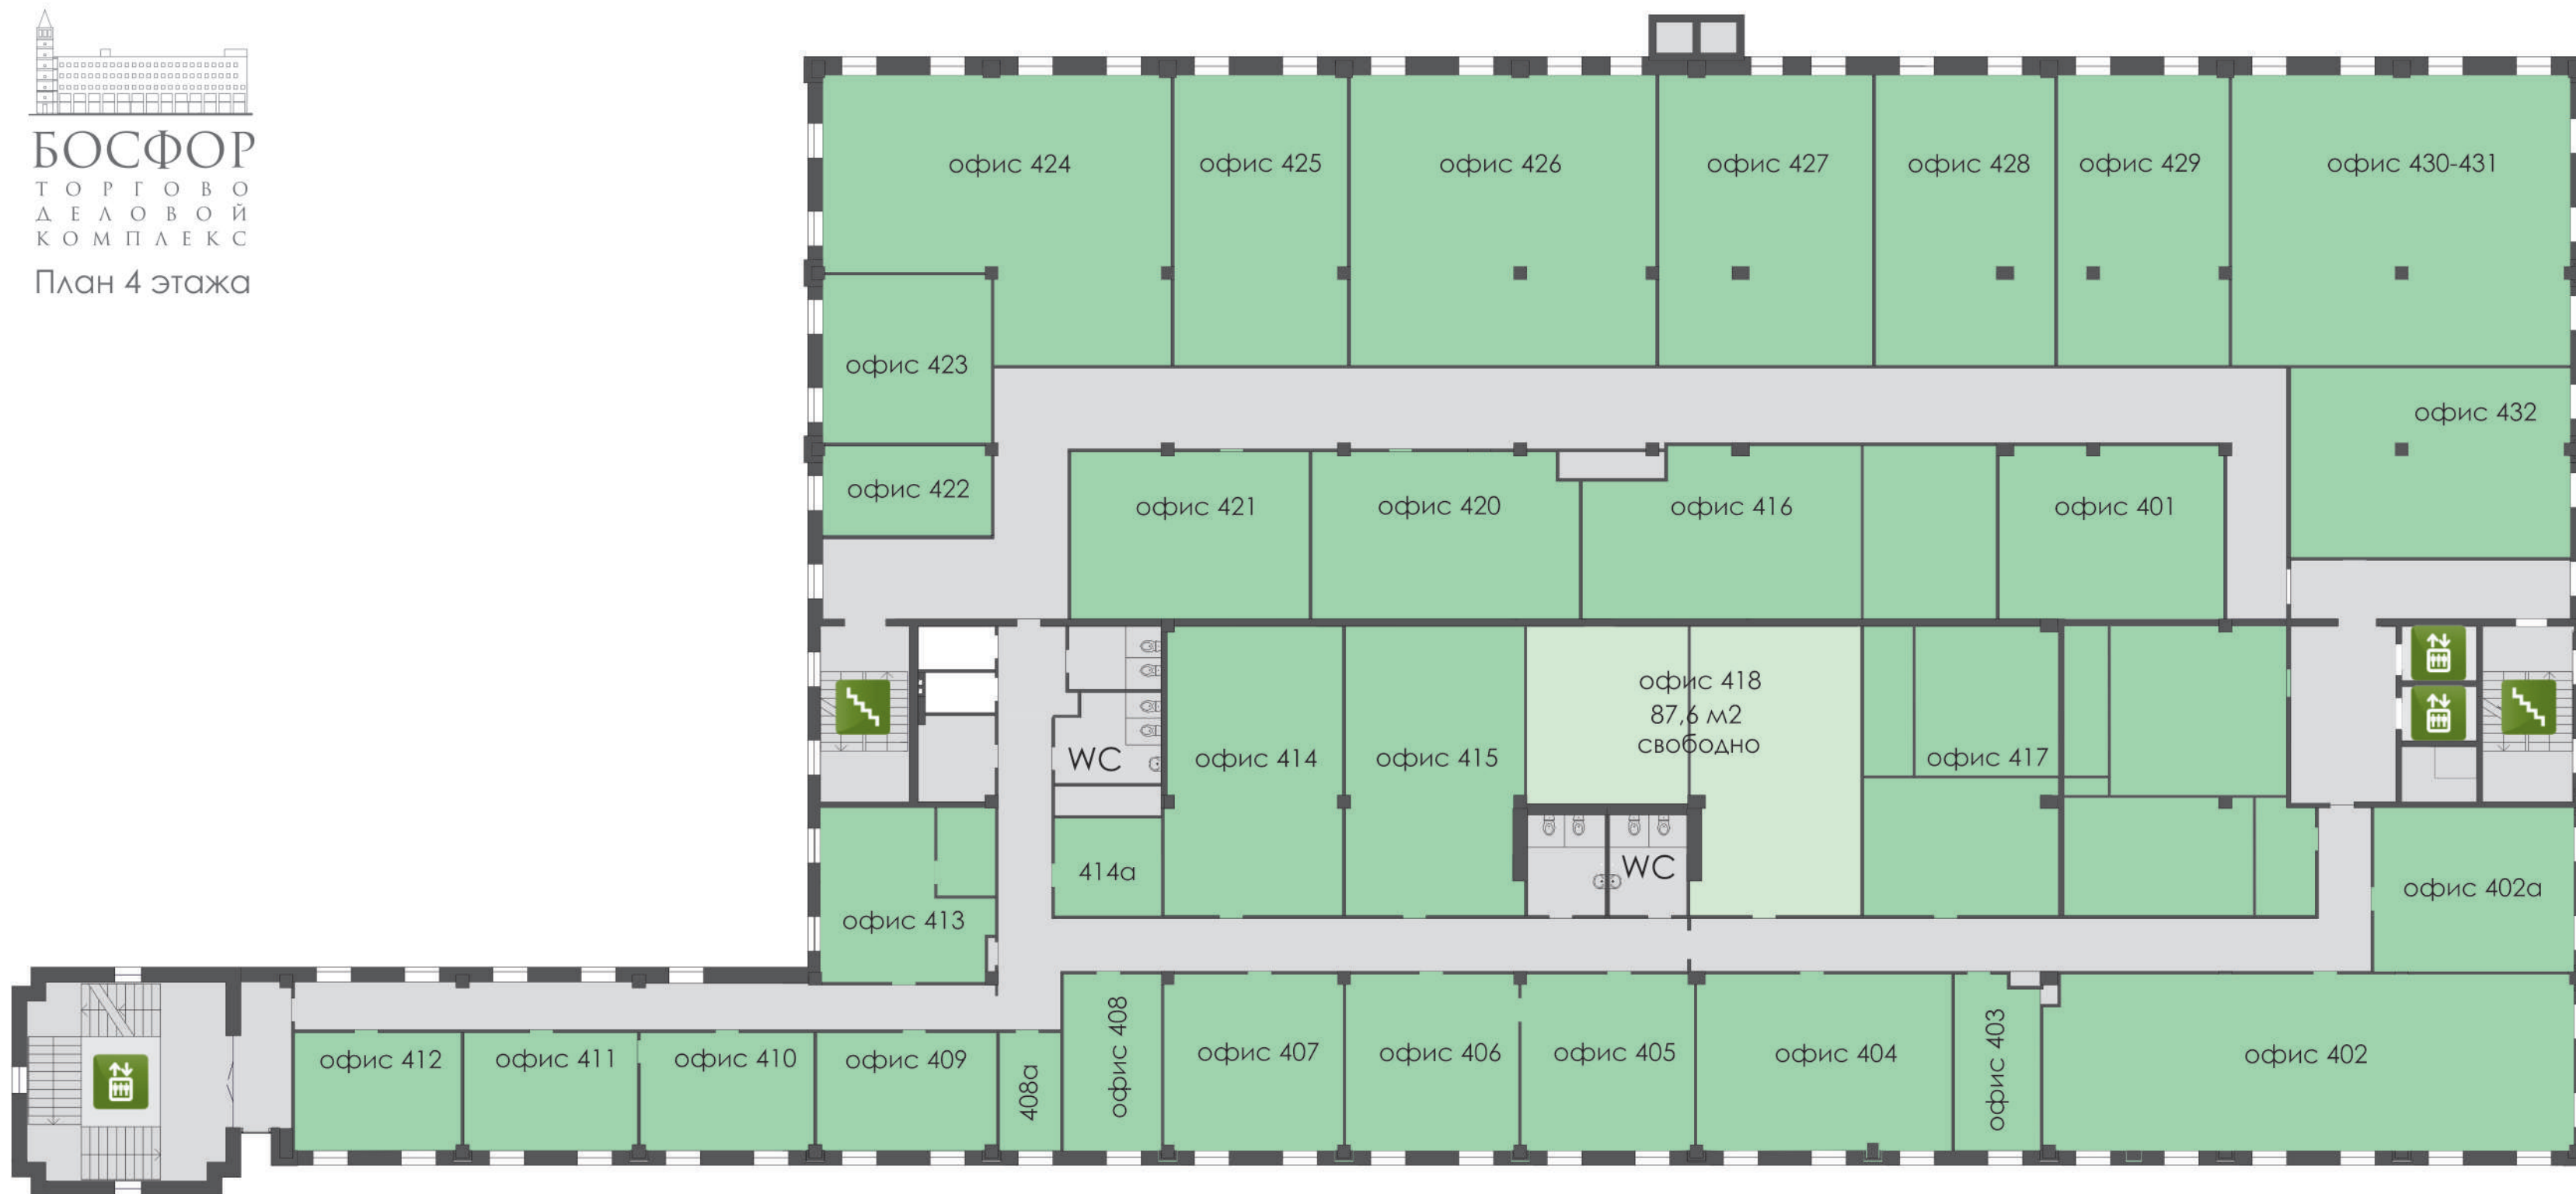 БОСФОР
ТОРГОВО
ДЕЛОВОЙ
КОМПЛЕКС
План 4 этажа
офис 424
офис 425
офис 426
офис 427
офис 428
офис 429
офис 430-431
офис 423
офис 432
офис 422
офис 421
офис 420
офис 416
офис 401
офис 418
87,6 м2
свободно
WC
офис 414
офис 415
офис 417
414а
WC
офис 402а
офис 413
офис 412
офис 411
офис 410
офис 409
408а
офис 408
офис 407
офис 406
офис 405
офис 404
офис 403
офис 402